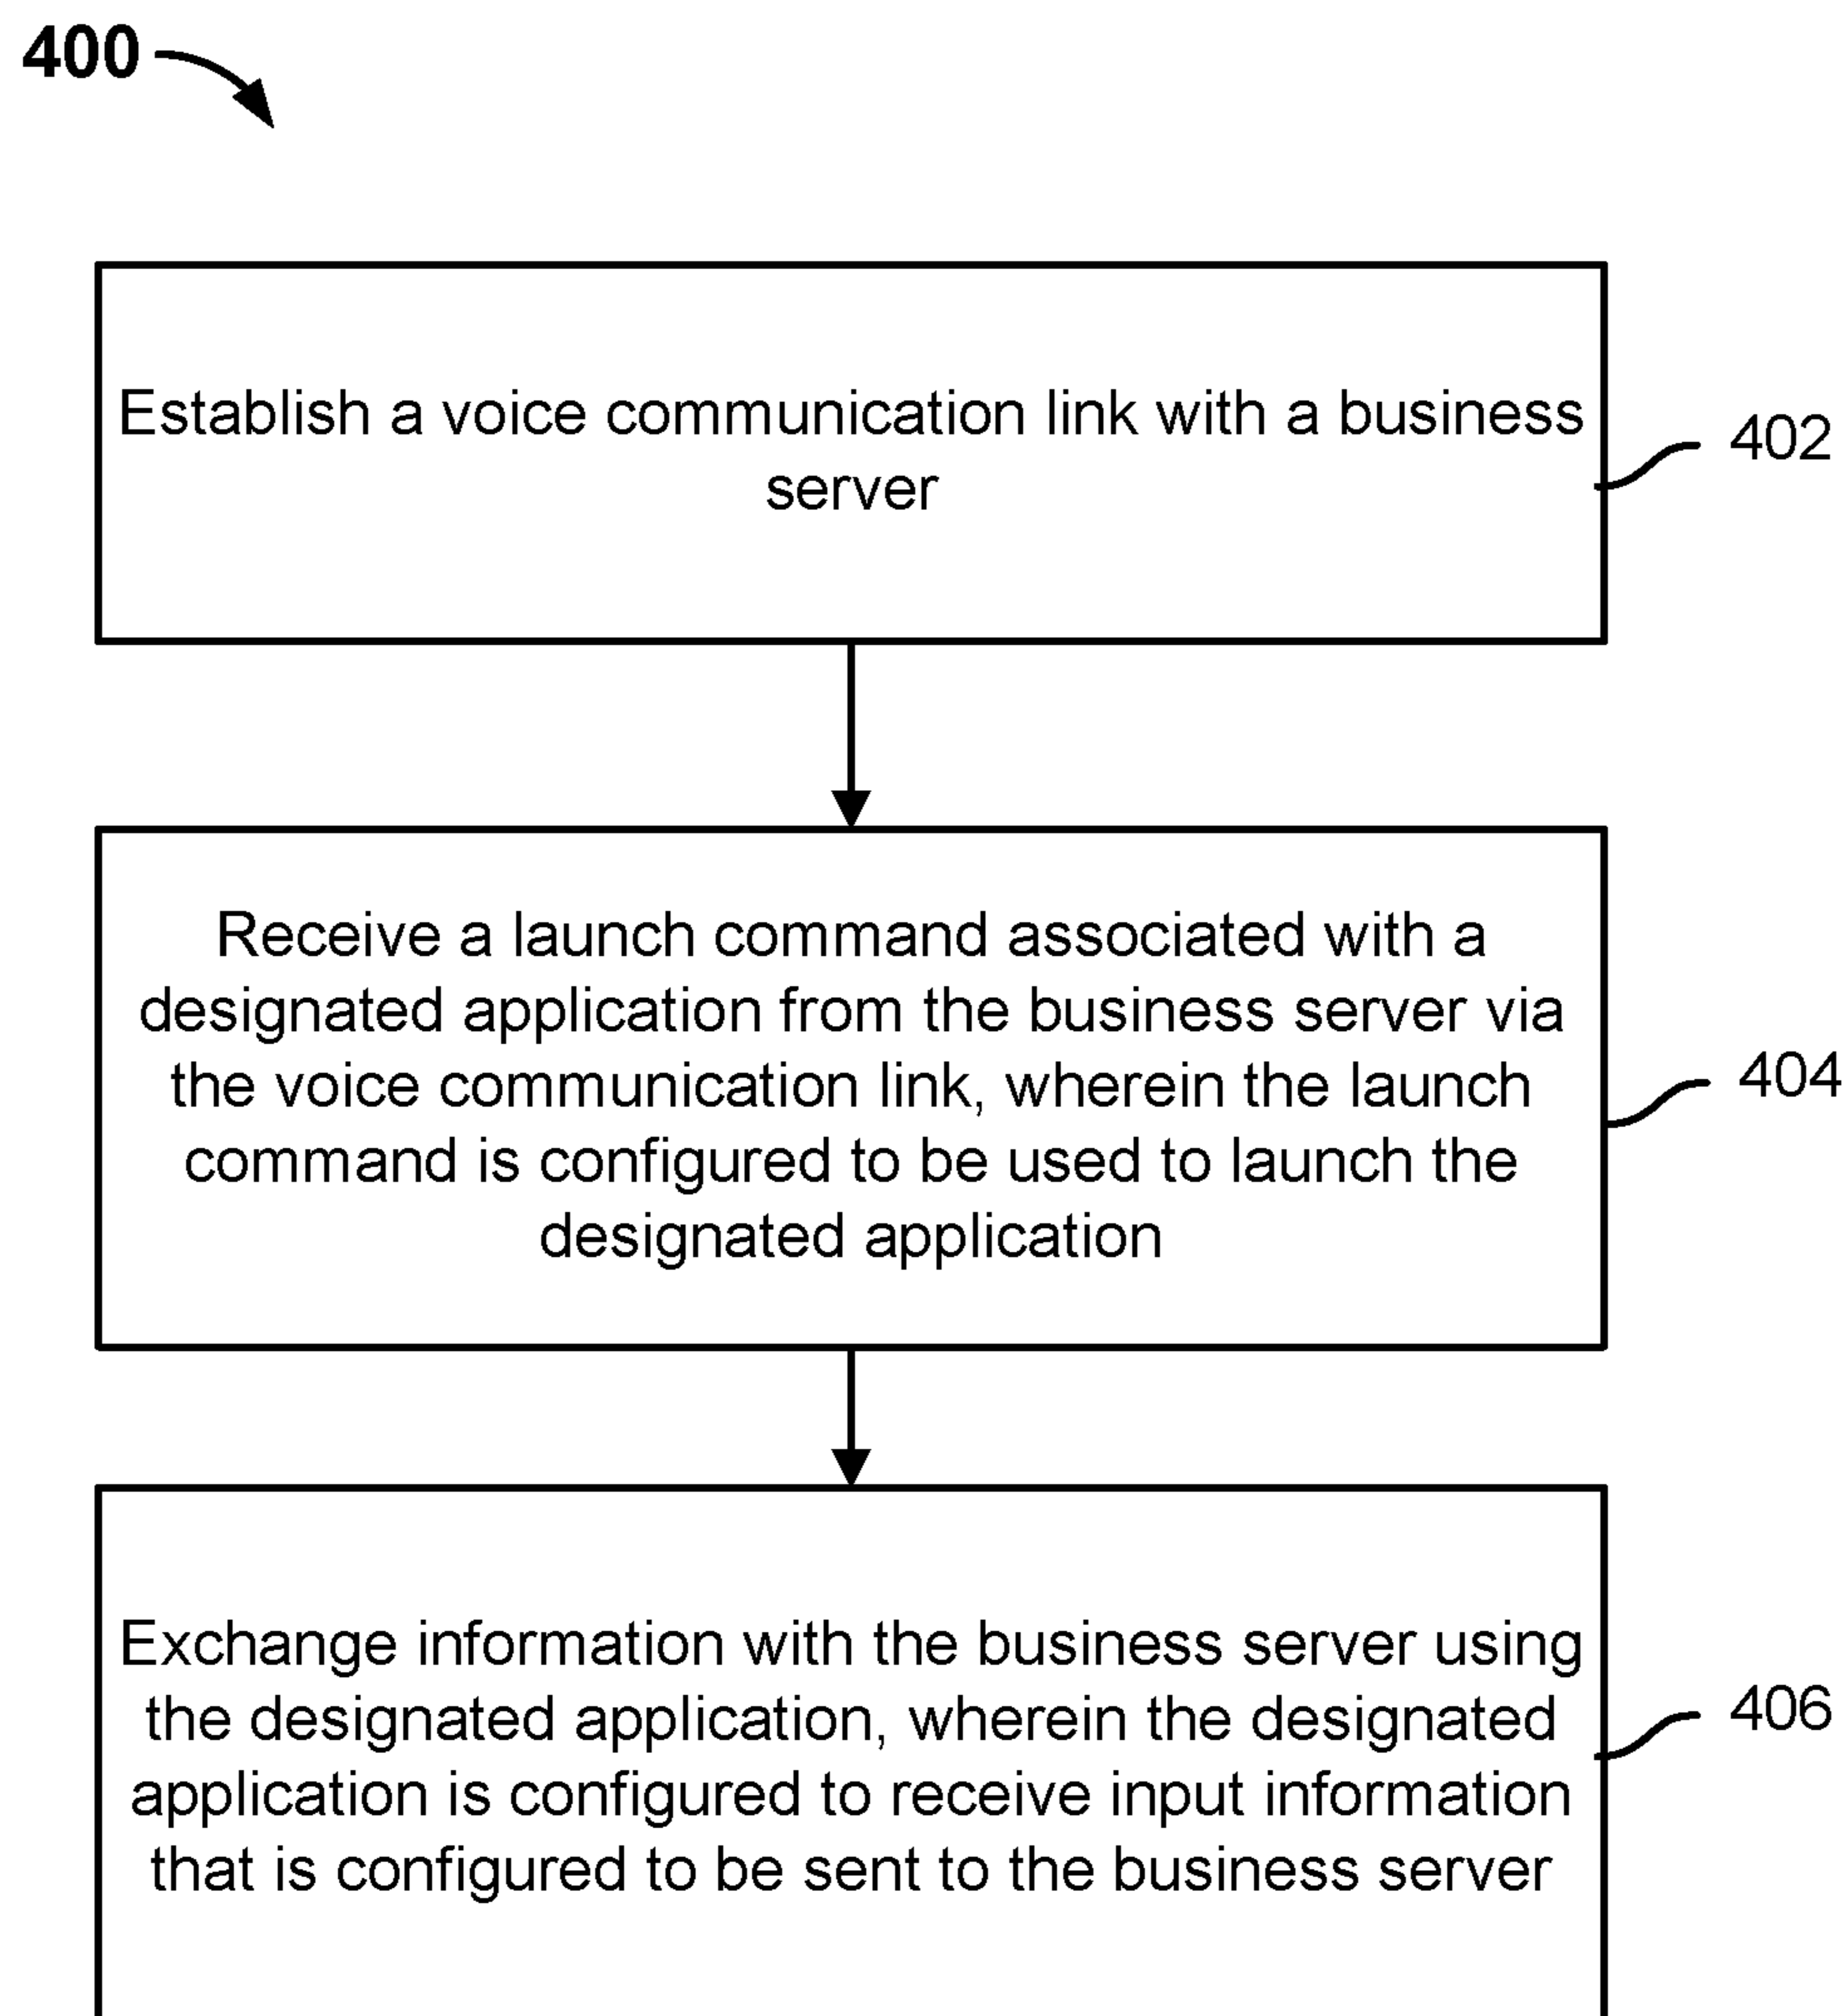 400
Establish a voice communication link with a business
server
402
Receive a launch command associated with a
designated application from the business server via
the voice communication link, wherein the launch
command is configured to be used to launch the
designated application
404
Exchange information with the business server using
the designated application, wherein the designated
application is configured to receive input information
that is configured to be sent to the business server
406